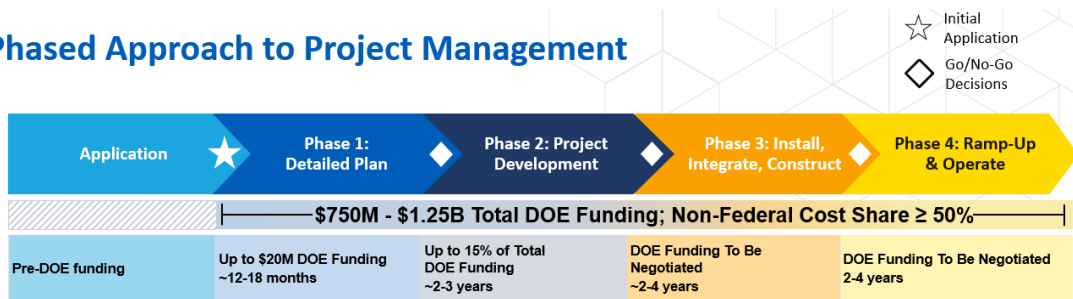 Phased Approach to Project Management
Initial
Application
Go/No-Go
Decisions
Application
Phase 1:
Detailed Plan
Phase 2: Project
Development
Phase 3: Install,
Integrate, Construct
Phase 4: Ramp-Up
& Operate
$750M - $1.25B Total DOE Funding; Non-Federal Cost Share ≥ 50%
Pre-DOE funding
Up to $20M DOE Funding
~12-18 months
Up to 15% of Total
DOE Funding
~2-3 years
DOE Funding To Be
Negotiated
~2-4 years
DOE Funding To Be Negotiated
2-4 years